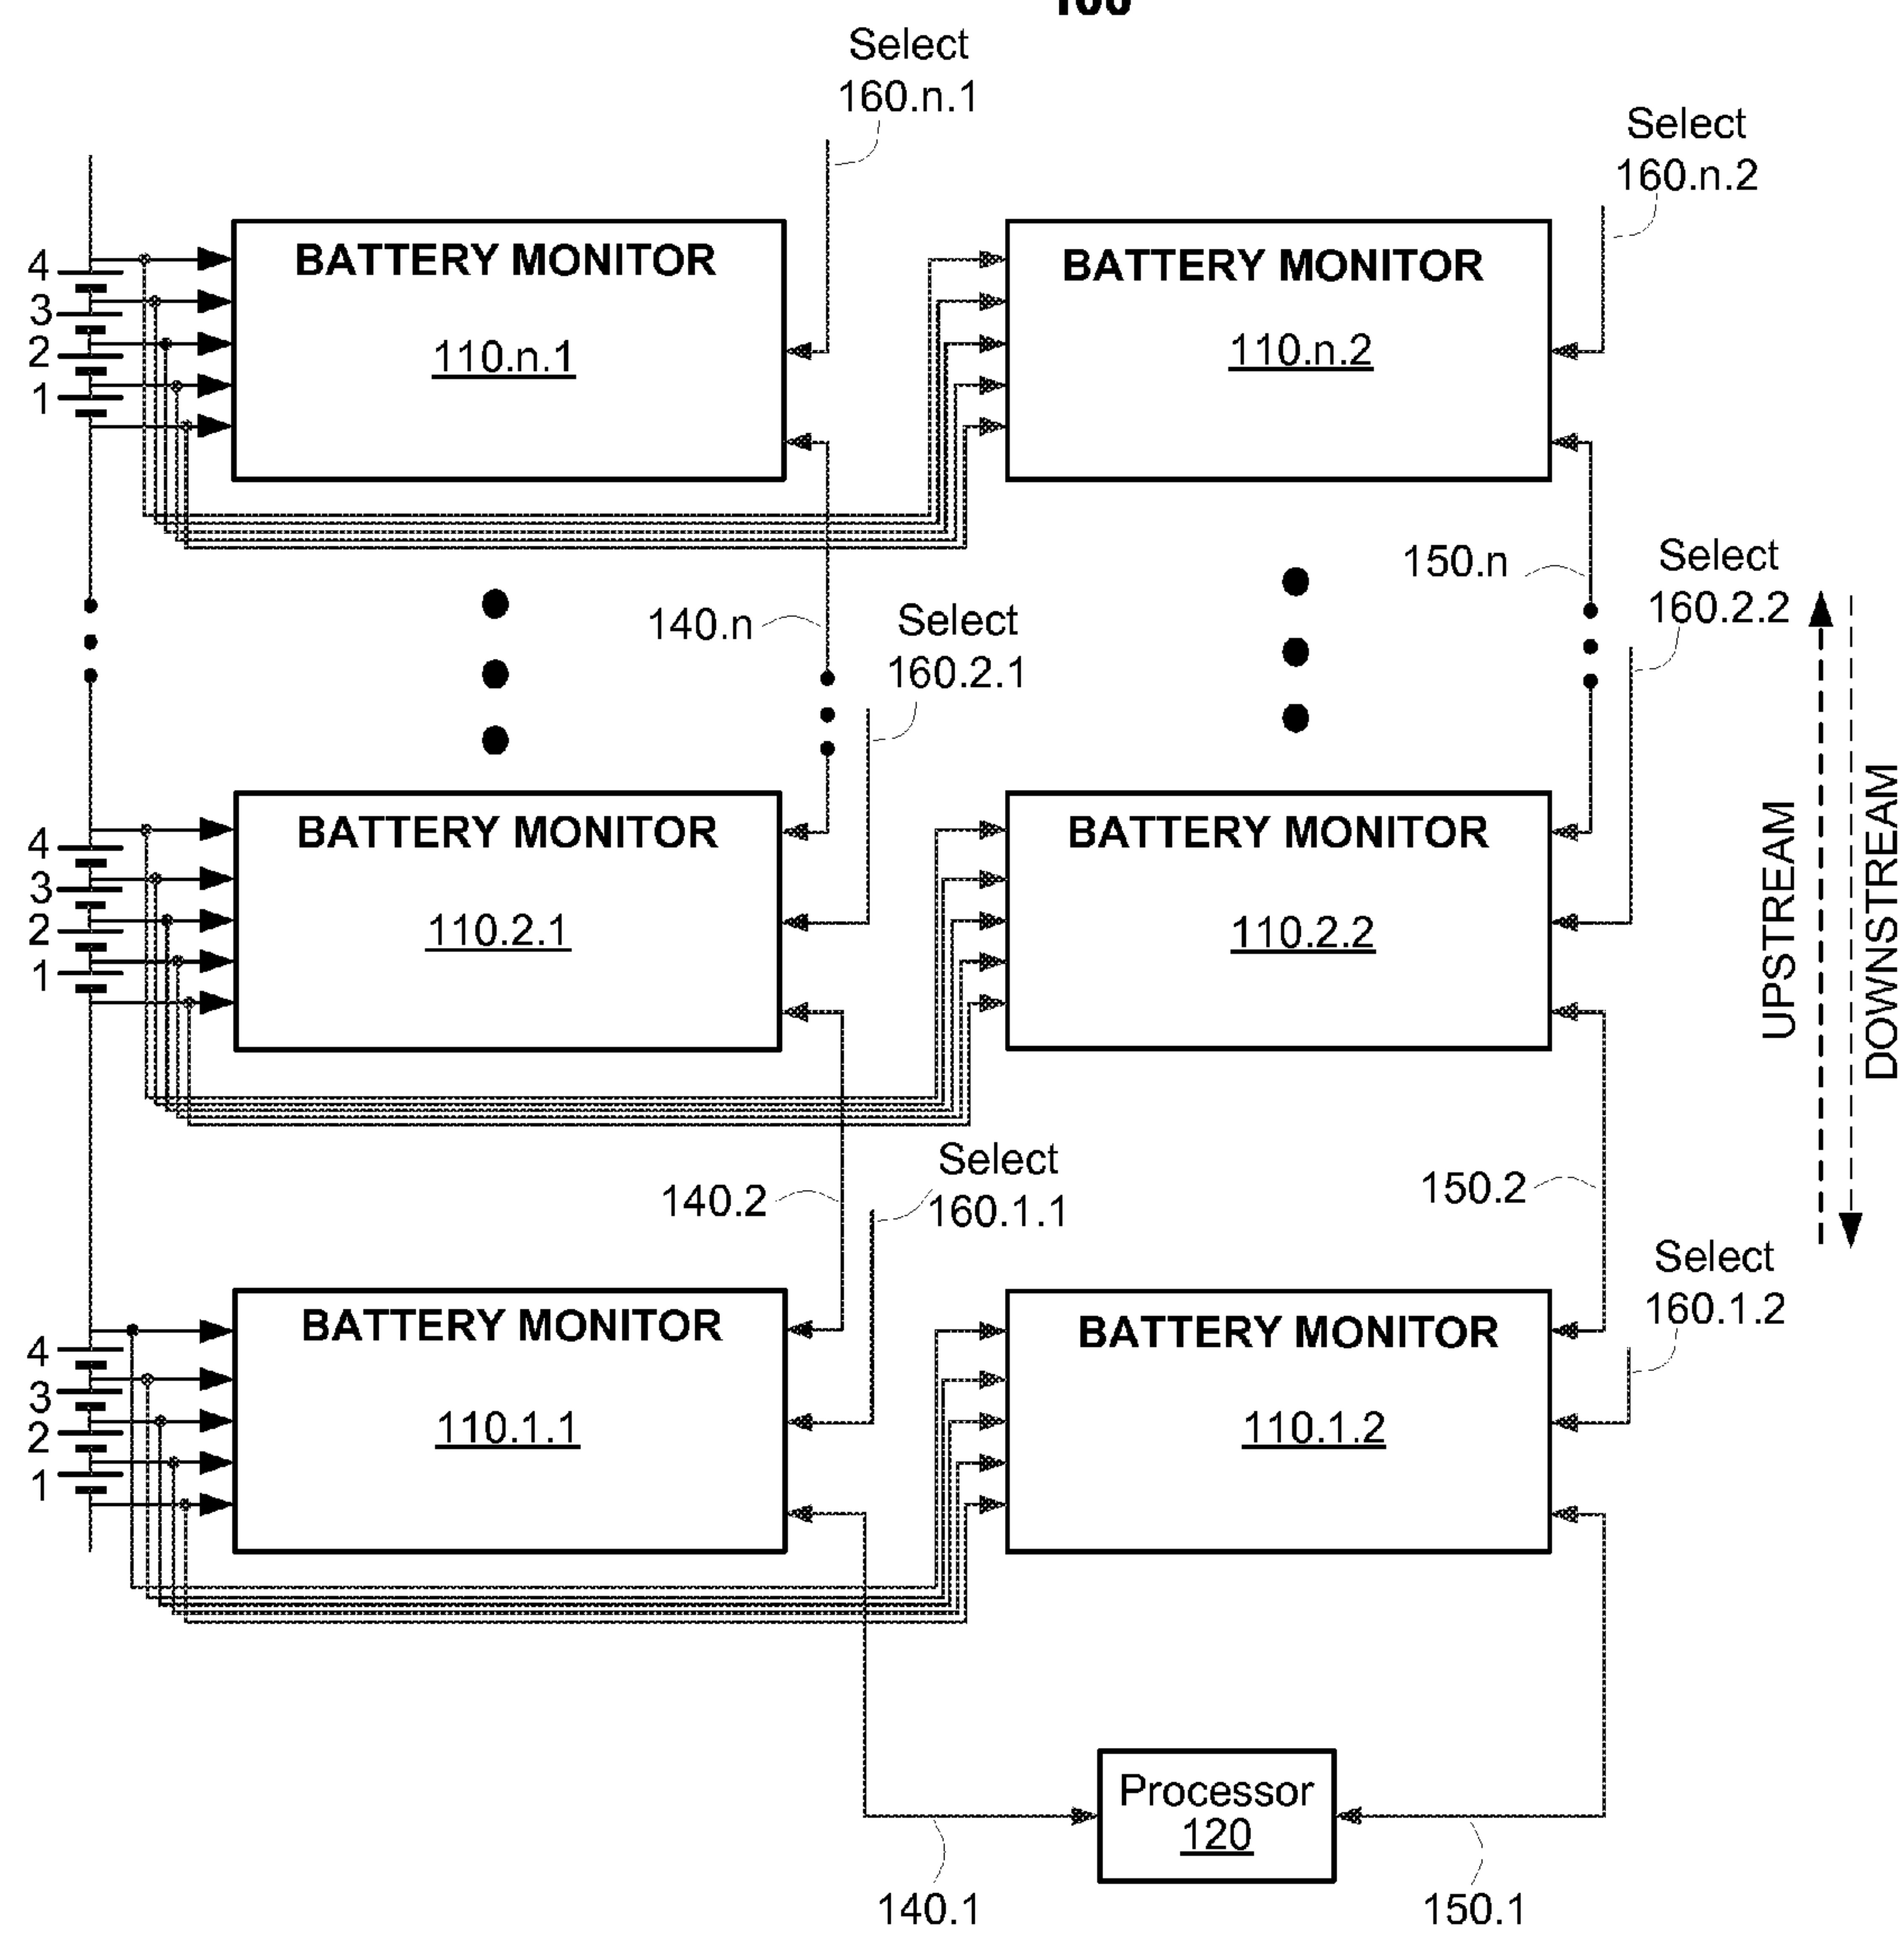 Select
160.n.1
Select
160.n.2
4
3
2
1
BATTERY MONITOR
110.n.1
BATTERY MONITOR
110.n.2
140.n
Select
160.2.1
150.n
Select
160.2.2
4
3
2
1
BATTERY MONITOR
110.2.1
BATTERY MONITOR
110.2.2
UPSTREAM
DOWNSTREAM
140.2
Select
160.1.1
150.2
Select
160.1.2
4
3
2
1
BATTERY MONITOR
110.1.1
BATTERY MONITOR
110.1.2
Processor
120
140.1
150.1